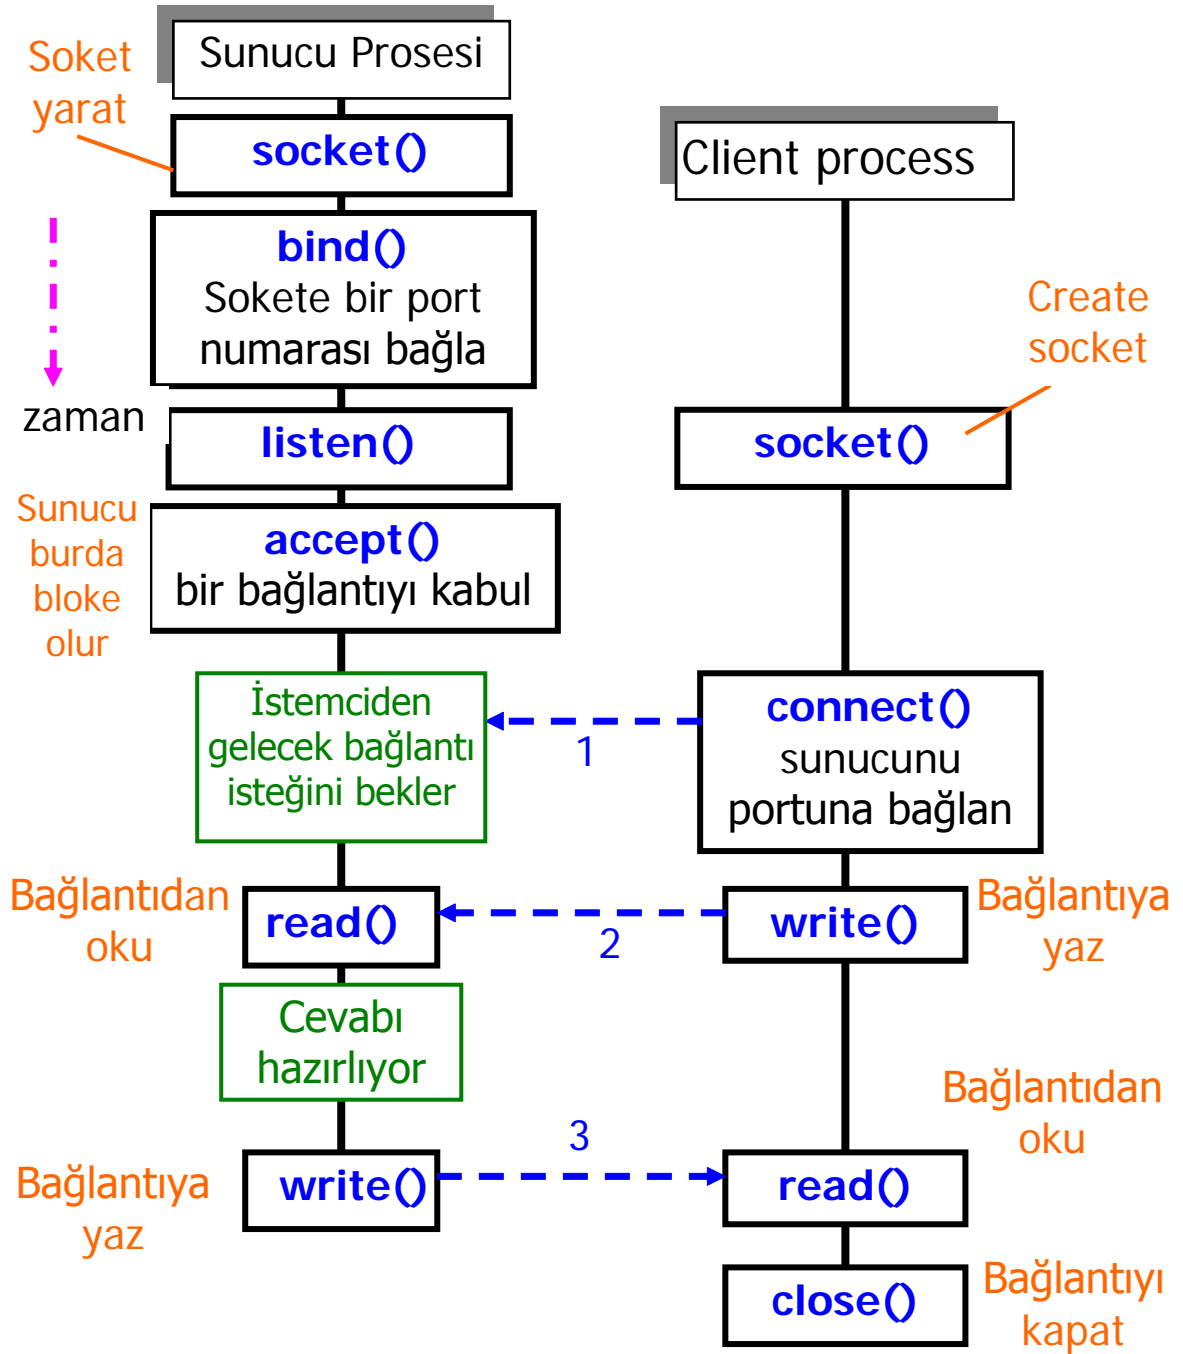 Sunucu Prosesi
Soket
yarat
socket()
Client process
bind()
Sokete bir port
numarası bağla
zaman
Create
socket
listen()
socket()
Sunucu
burda
bloke
olur
accept()
bir bağlantıyı kabul
İstemciden
gelecek bağlantı
isteğini bekler
1
connect()
sunucunu
portuna bağlan
Bağlantıdan
oku
read()
2
write()
Bağlantıya
yaz
Cevabı
hazırlıyor
Bağlantıdan
oku
Bağlantıya
yaz
write()
3
read()
close()
Bağlantıyı
kapat